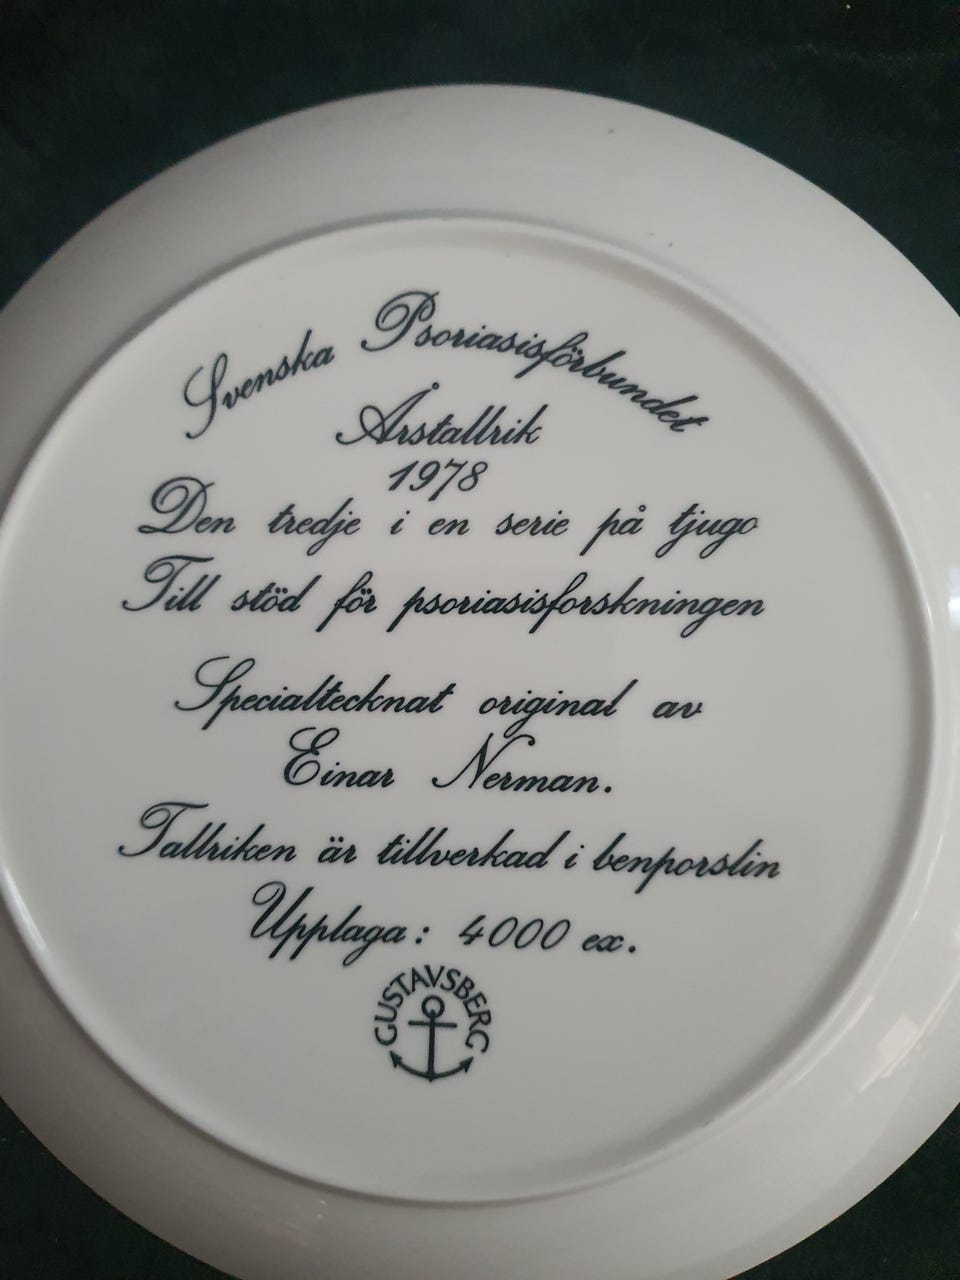 Svenska Psoriasisförbundet
Årstallrik
1978
Den tredje i en serie på tjugo
Till stöd för psoriasisforskningen
Specialtecknat original av
Einar Nerman.
Tallriken är tillverkad i benporslin
Upplaga: 4000 ex.
GUSTAVSBERG